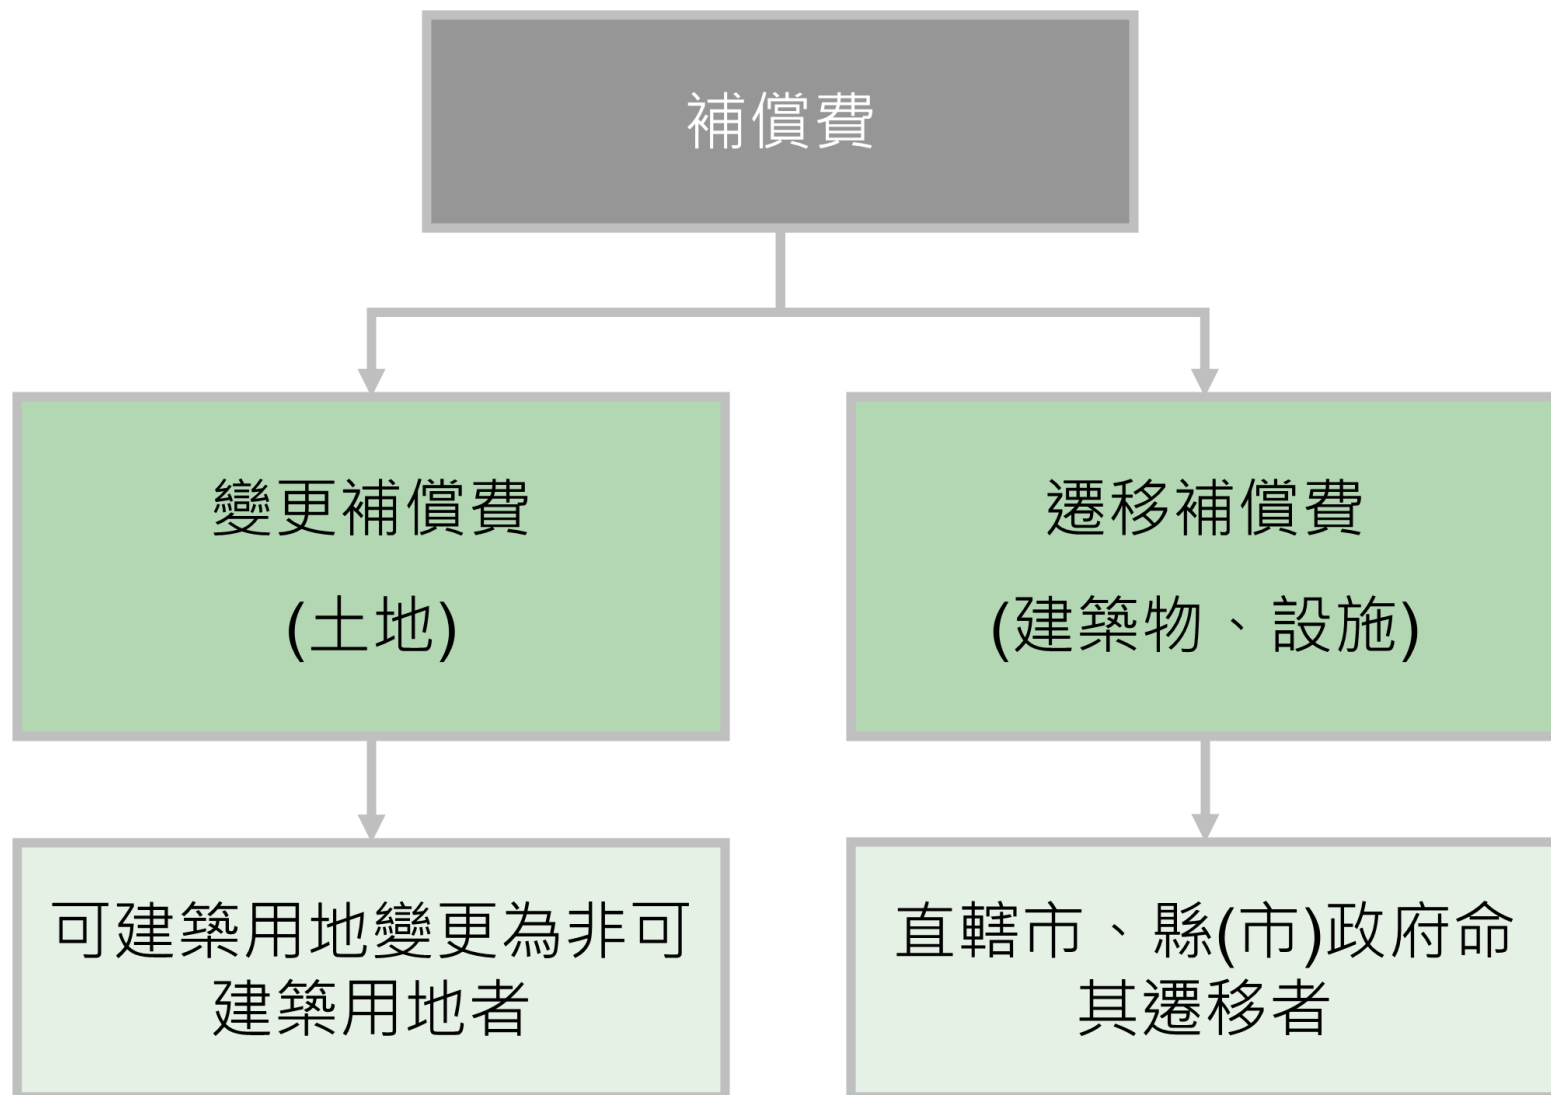 補償費
變更補償費
(土地)
遷移補償費
(建築物、設施)
可建築用地變更為非可
建築用地者
直轄市、縣(市)政府命
其遷移者